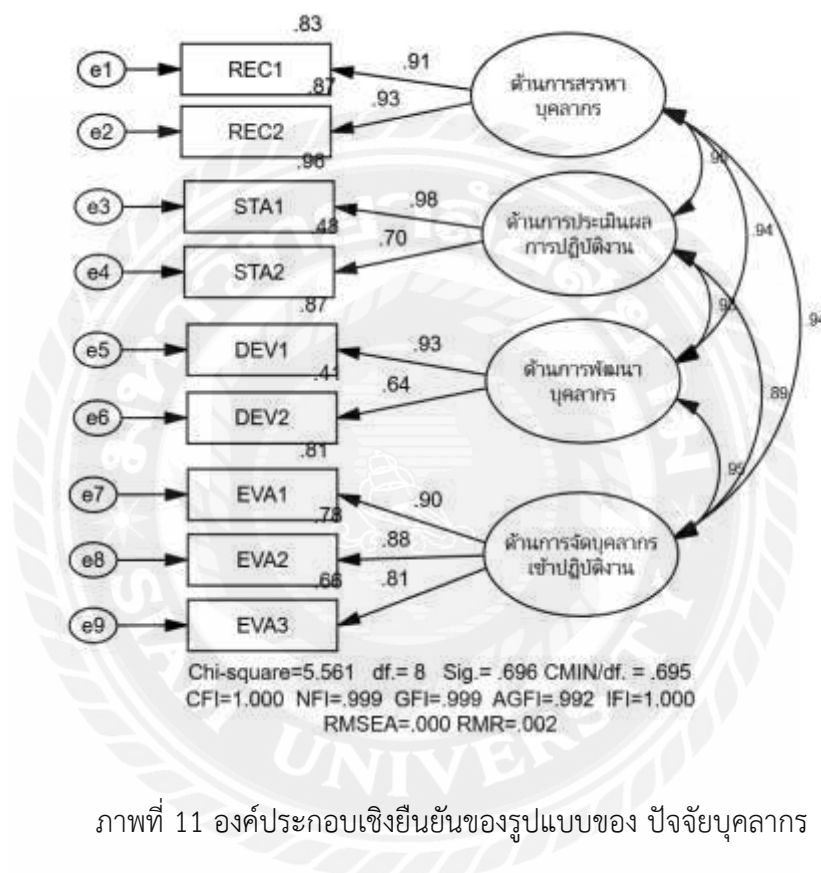 .83
e1 REC1 .91 ด้านการสรรหา
บุคลากร
.87
e2 REC2 .93
.96
e3 STA1 .98 ด้านการประเมินผล
การปฏิบัติงาน
.48
e4 STA2 .70
.94
.94
.87
e5 DEV1 .93 ด้านการพัฒนา
บุคลากร
.41
e6 DEV2 .64
.89
.81
.95
e7 EVA1 .90
.78
e8 EVA2 .88 ด้านการจัดบุคลากร
เข้าปฏิบัติงาน
.66
e9 EVA3 .81
Chi-square=5.561 df.= 8 Sig.= .696 CMIN/df. = .695
CFI=1.000 NFI=.999 GFI=.999 AGFI=.992 IFI=1.000
RMSEA=.000 RMR=.002
SIAM UNIVERSITY
ภาพที่ 11 องค์ประกอบเชิงยืนยันของรูปแบบของ ปัจจัยบุคลากร